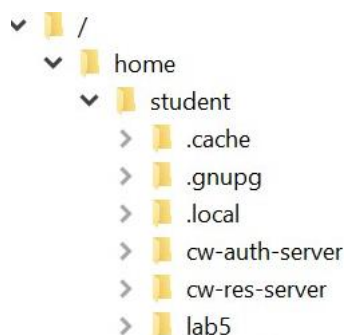 /
home
student
.cache
.gnupg
.local
cw-auth-server
cw-res-server
lab5